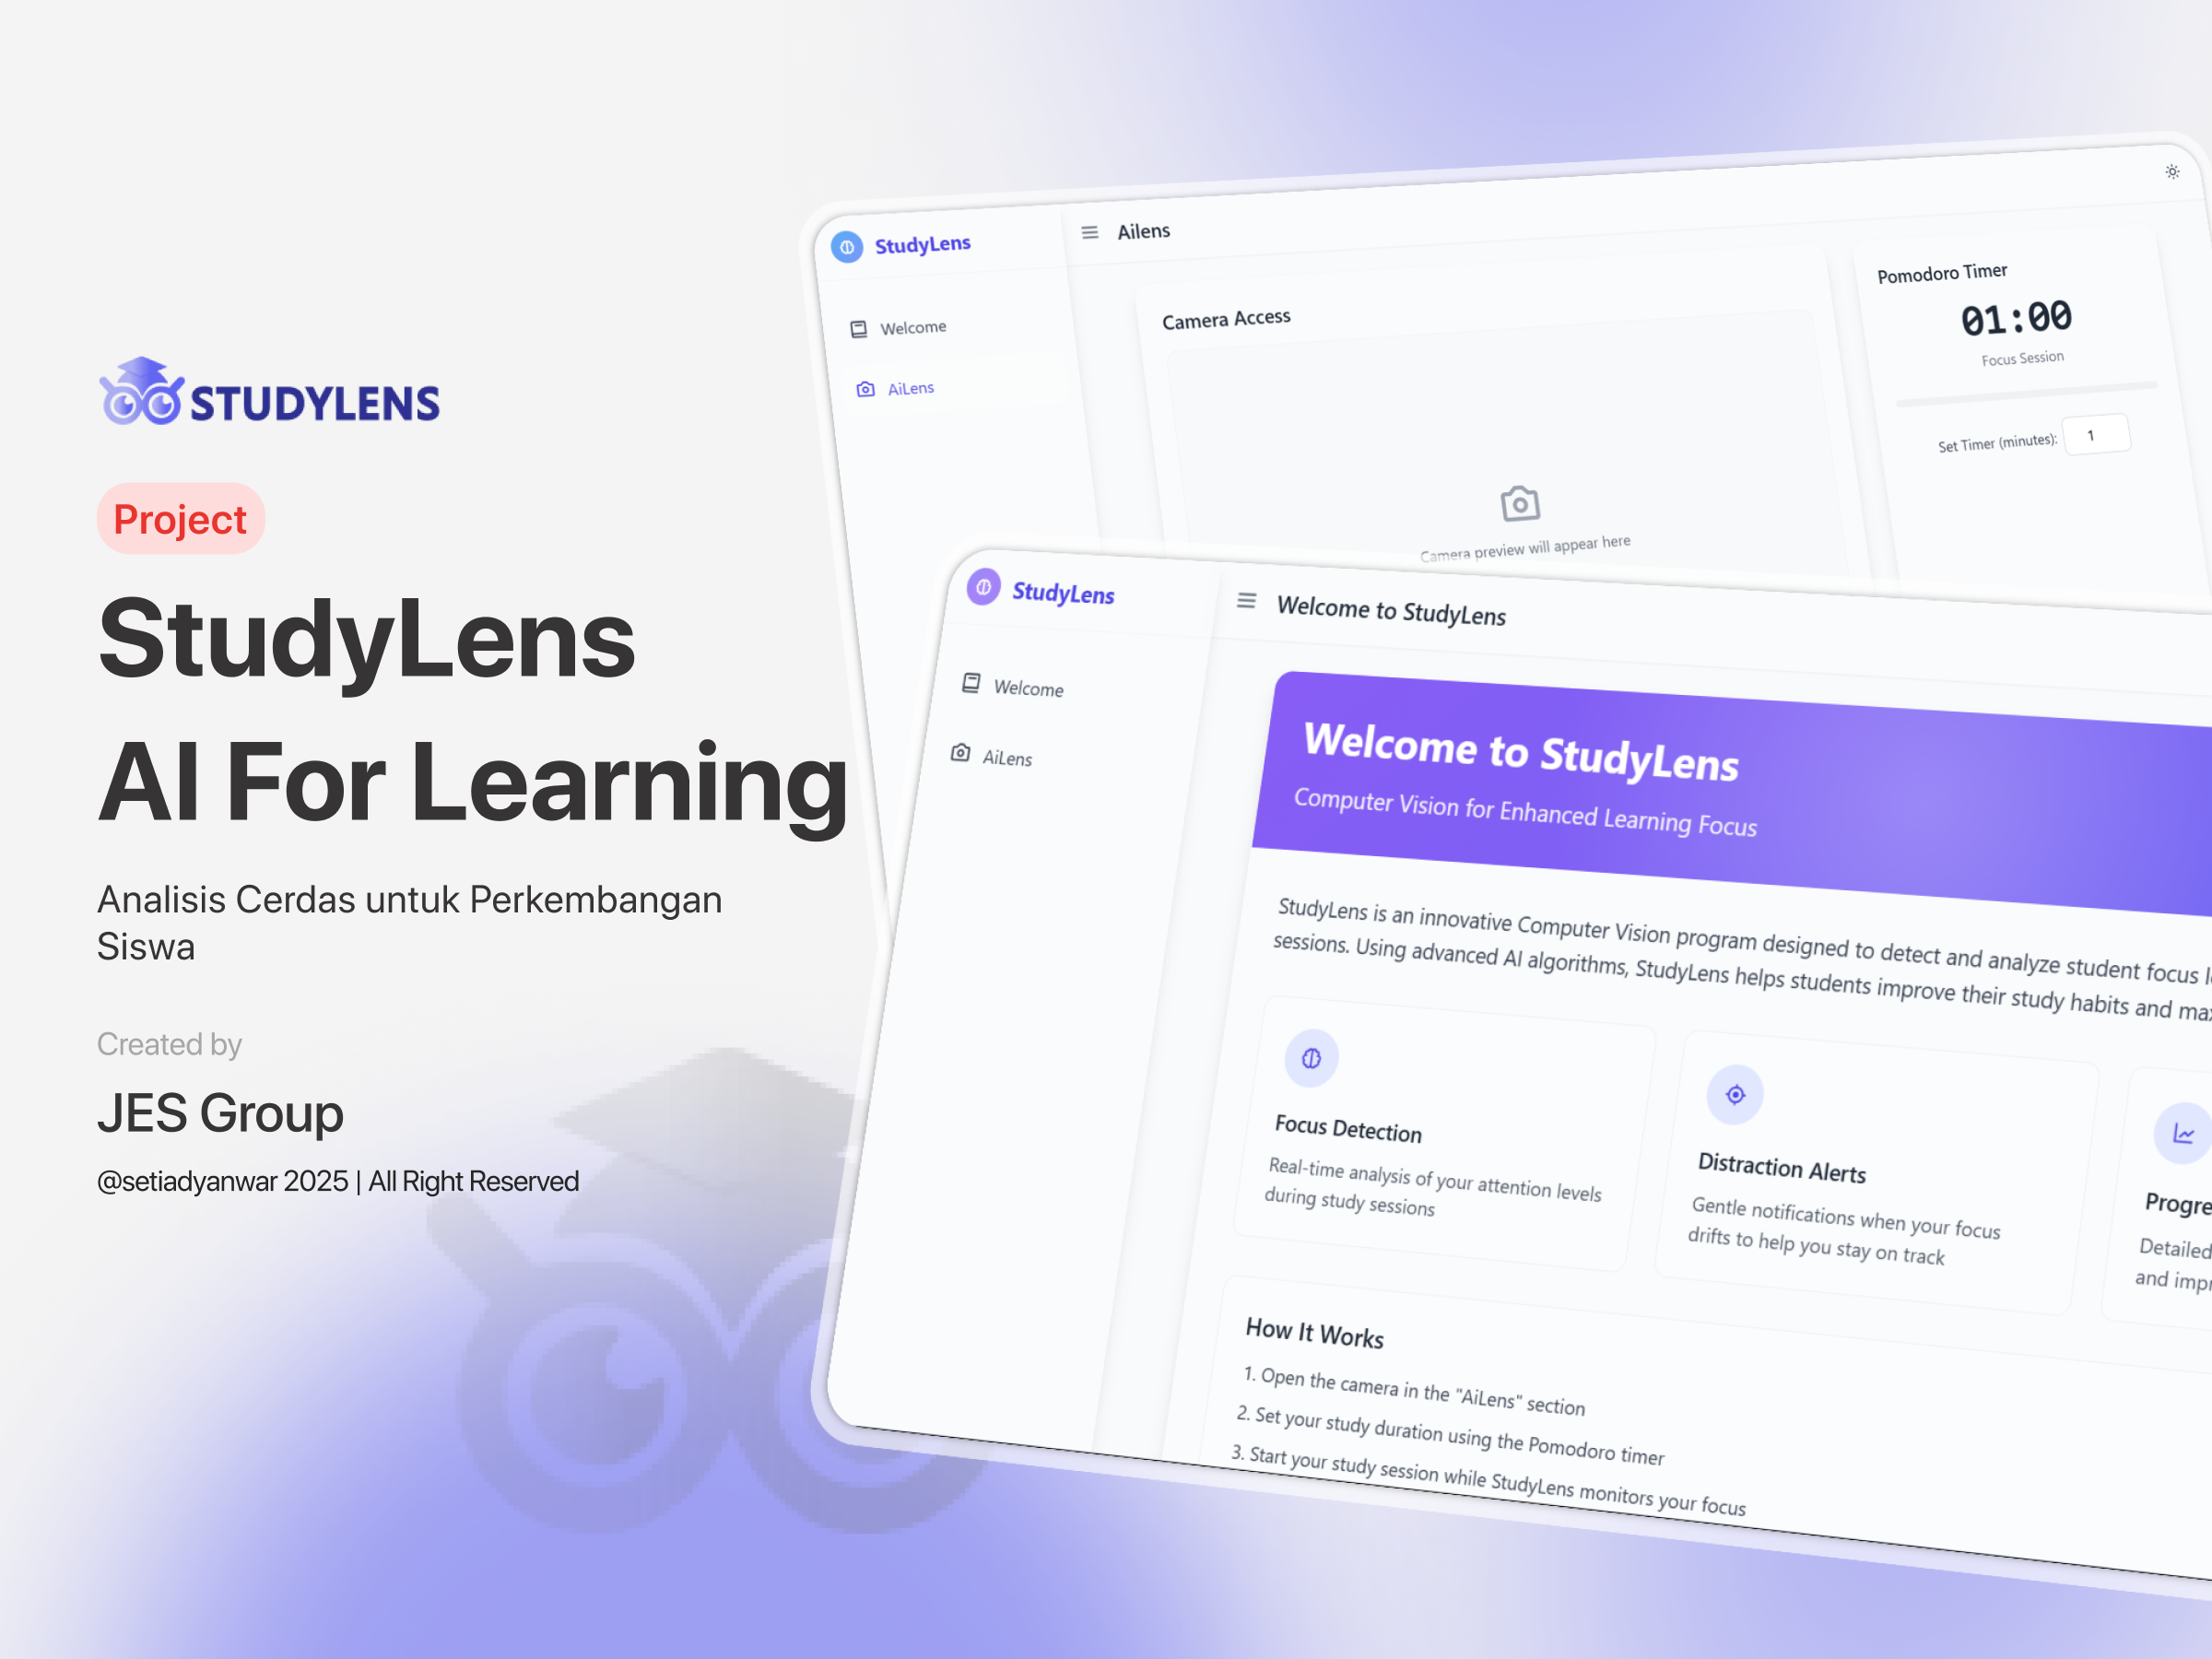 STUDYLENS
Project
StudyLens
AI For Learning
Analisis Cerdas untuk Perkembangan
Siswa
Created by
JES Group
@setiadyanwar 2025 | All Right Reserved
StudyLens
Ailens
Welcome
AiLens
Camera Access
Camera preview will appear here
Pomodoro Timer
01:00
Focus Session
Set Timer (minutes): 1
StudyLens
Welcome to StudyLens
Welcome
AiLens
Welcome to StudyLens
Computer Vision for Enhanced Learning Focus
StudyLens is an innovative Computer Vision program designed to detect and analyze student focus
sessions. Using advanced AI algorithms, StudyLens helps students improve their study habits and
Focus Detection
Real-time analysis of your attention levels
during study sessions
Distraction Alerts
Gentle notifications when your focus
drifts to help you stay on track
Detailed
and
How It Works
1. Open the camera in the "AiLens" section
2. Set your study duration using the Pomodoro timer
3. Start your study session while StudyLens monitors your focus